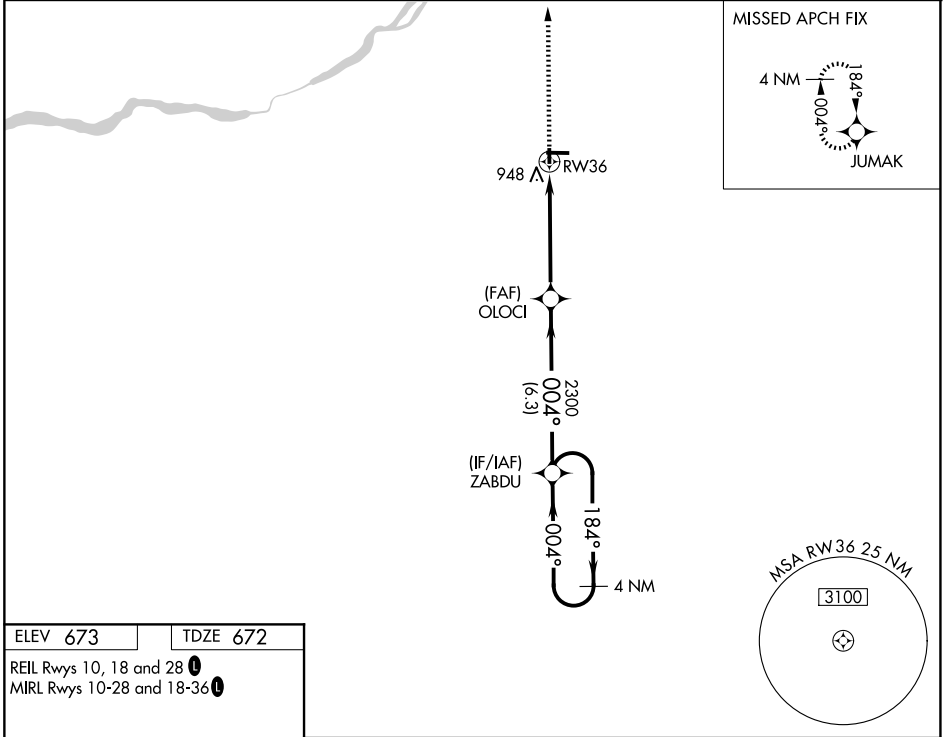 MISSED APCH FIX
4 NM
184°
004°
JUMAK
948
RW36
(FAF)
OLOCI
2300
004°
(6.3)
(IF/IAF)
ZABDU
004°
184°
4 NM
MSA RW36 25 NM
3100
ELEV 673
TDZE 672
REIL Rwys 10, 18 and 28 L
MIRL Rwys 10-28 and 18-36 L